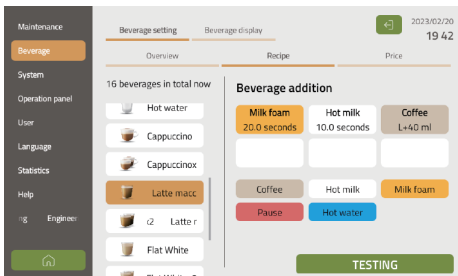 Maintenance
Beverage
System
Operation panel
User
Language
Statistics
Help
ng Engineer
Beverage setting
Beverage display
2023/02/20
19 42
Overview
Recipe
Price
16 beverages in total now
Hot water
Cappuccino
Cappuccinox
Latte macc
x2 Latte r
Flat White
Beverage addition
Milk foam
20.0 seconds
Hot milk
10.0 seconds
Coffee
L+40 ml
Coffee
Hot milk
Milk foam
Pause
Hot water
TESTING